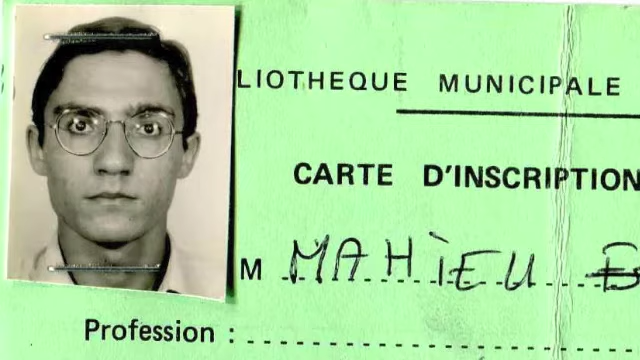 LIOTHEQUE MUNICIPALE
CARTE D'INSCRIPTION
M MAHIEU
Profession :